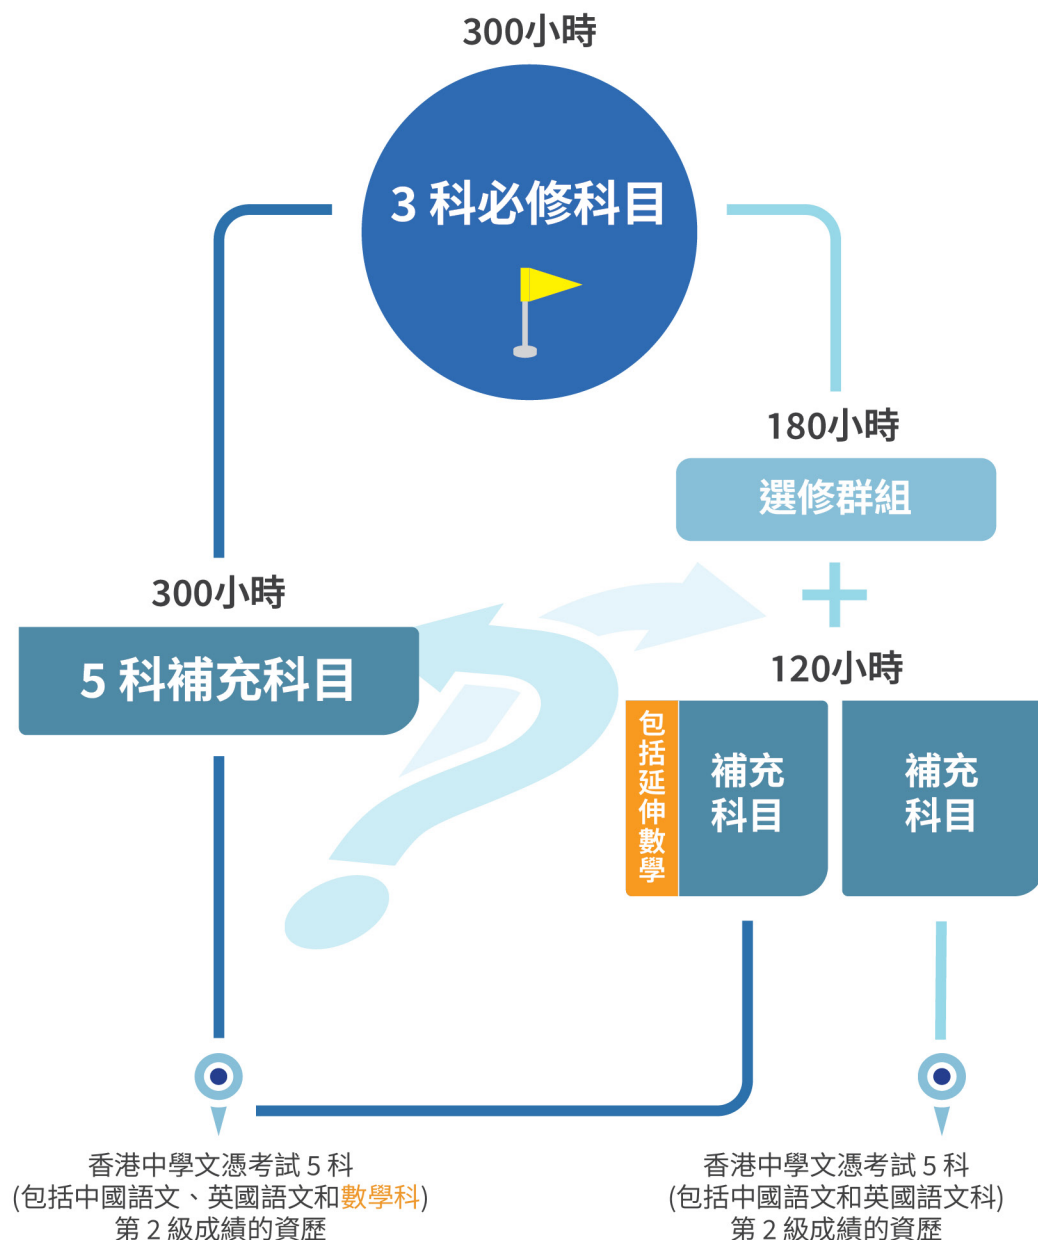 300小時
3 科必修科目
180小時
選修群組
300小時
5 科補充科目
120小時
包括延伸數學
補充
科目
補充
科目
香港中學文憑考試 5 科
(包括中國語文、英國語文和數學科)
第 2 級成績的資歷
香港中學文憑考試 5 科
(包括中國語文和英國語文科)
第 2 級成績的資歷